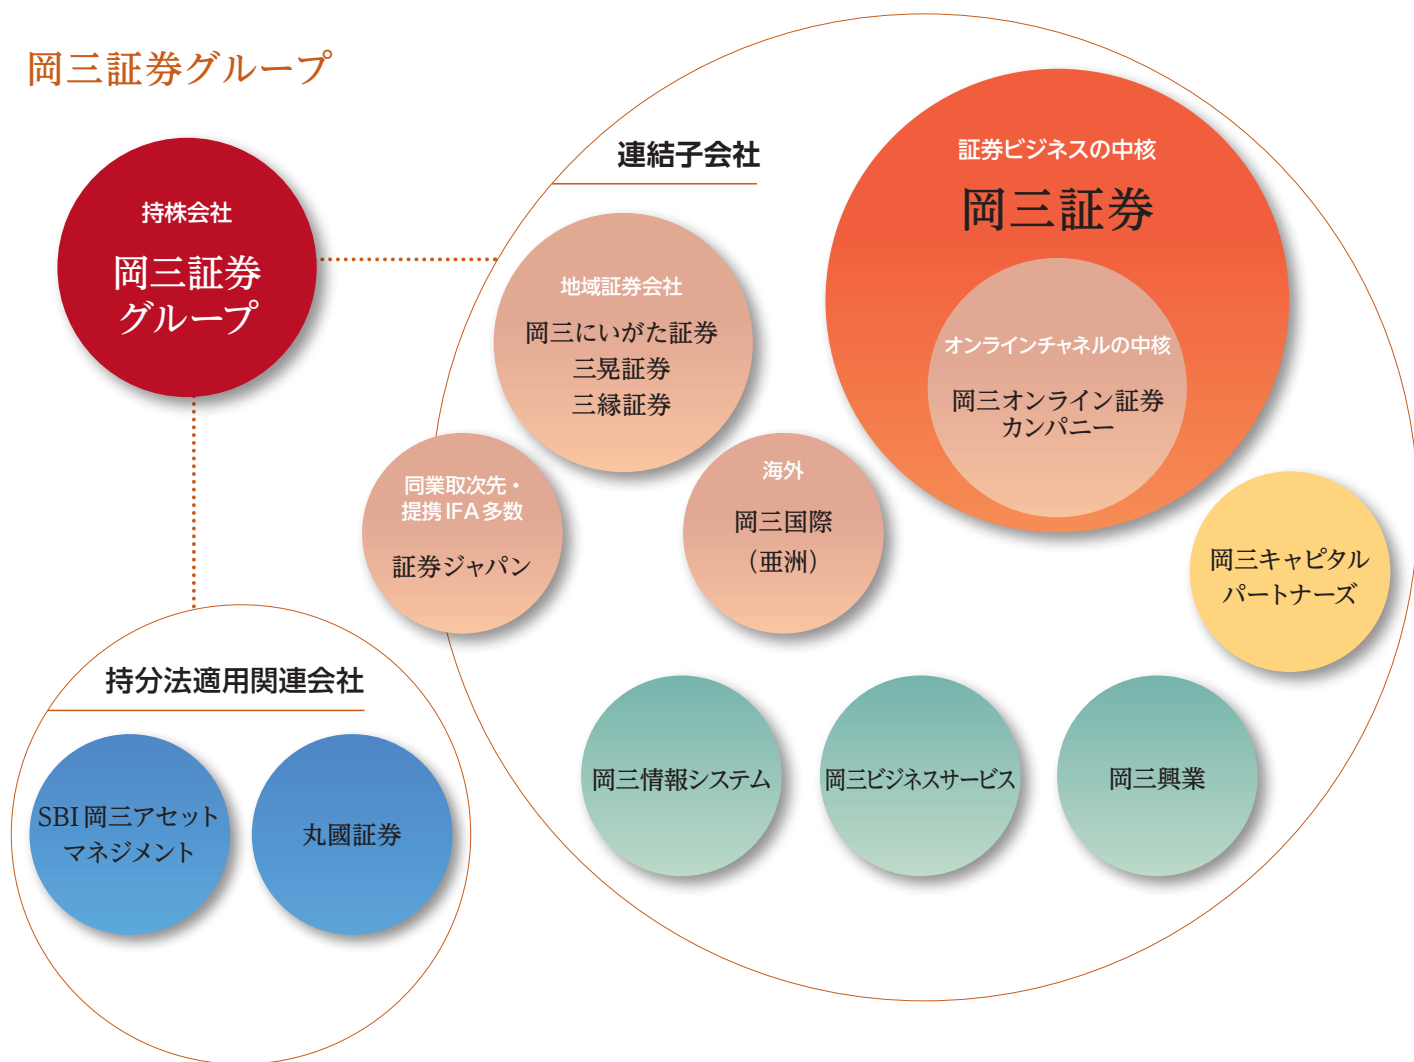 岡三証券グループ
持株会社
岡三証券
グループ
連結子会社
証券ビジネスの中核
岡三証券
オンラインチャネルの中核
岡三オンライン証券
カンパニー
地域証券会社
岡三にいがた証券
三晃証券
三縁証券
同業取次先・
提携IFA多数
証券ジャパン
海外
岡三国際
（亜洲）
岡三キャピタル
パートナーズ
岡三情報システム
岡三ビジネスサービス
岡三興業
持分法適用関連会社
SBI岡三アセット
マネジメント
丸國証券